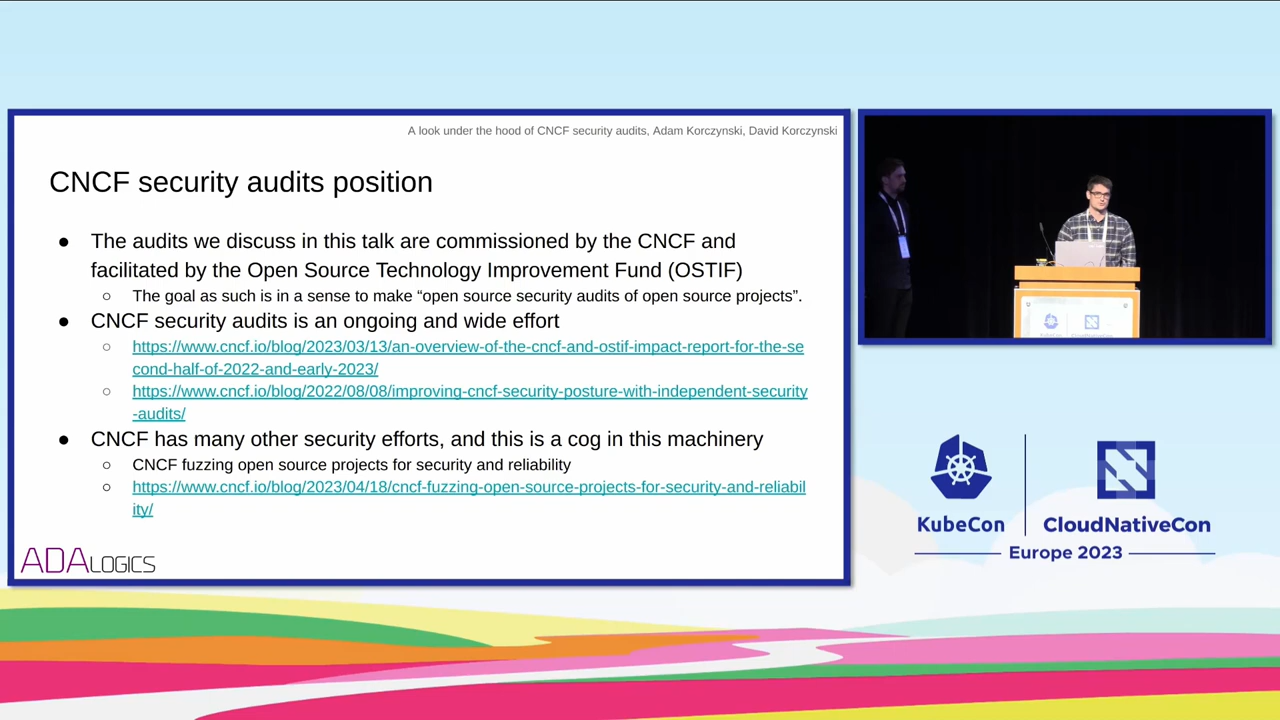 A look under the hood of CNCF security audits, Adam Korczynski, David Korczynski
CNCF security audits position
● The audits we discuss in this talk are commissioned by the CNCF and
facilitated by the Open Source Technology Improvement Fund (OSTIF)
○ The goal as such is in a sense to make “open source security audits of open source projects”.
● CNCF security audits is an ongoing and wide effort
○ https://www.cncf.io/blog/2023/03/13/an-overview-of-the-cncf-and-ostif-impact-report-for-the-se
cond-half-of-2022-and-early-2023/
○ https://www.cncf.io/blog/2022/08/08/improving-cncf-security-posture-with-independent-security
-audits/
● CNCF has many other security efforts, and this is a cog in this machinery
○ CNCF fuzzing open source projects for security and reliability
○ https://www.cncf.io/blog/2023/04/18/cncf-fuzzing-open-source-projects-for-security-and-reliabil
ity/
ADALOGICS
KubeCon
CloudNativeCon
Europe 2023